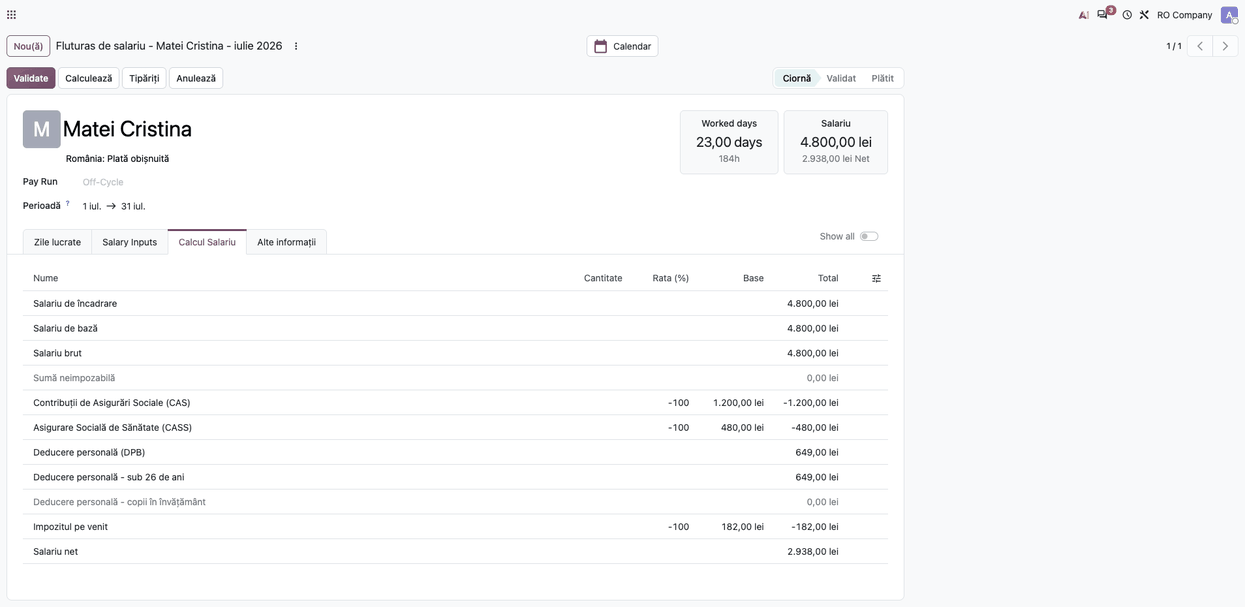 3
RO Company
A
Nou(ă)
Fluturas de salariu - Matei Cristina - iulie 2026
Calendar
1 / 1
Validate
Calculează
Tipăriți
Anulează
Ciornă
Validat
Plătit
M
Matei Cristina
România: Plată obișnuită
Worked days
23,00 days
184h
Salariu
4.800,00 lei
2.938,00 lei Net
Pay Run
Off-Cycle
Perioadă ?
1 iul. → 31 iul.
Zile lucrate
Salary Inputs
Calcul Salariu
Alte informații
Show all
Nume Cantitate Rata (%) Base Total
Salariu de încadrare 4.800,00 lei
Salariu de bază 4.800,00 lei
Salariu brut 4.800,00 lei
Sumă neimpozabilă 0,00 lei
Contribuții de Asigurări Sociale (CAS) -100 1.200,00 lei -1.200,00 lei
Asigurare Socială de Sănătate (CASS) -100 480,00 lei -480,00 lei
Deducere personală (DPB) 649,00 lei
Deducere personală - sub 26 de ani 649,00 lei
Deducere personală - copii în învățământ 0,00 lei
Impozitul pe venit -100 182,00 lei -182,00 lei
Salariu net 2.938,00 lei